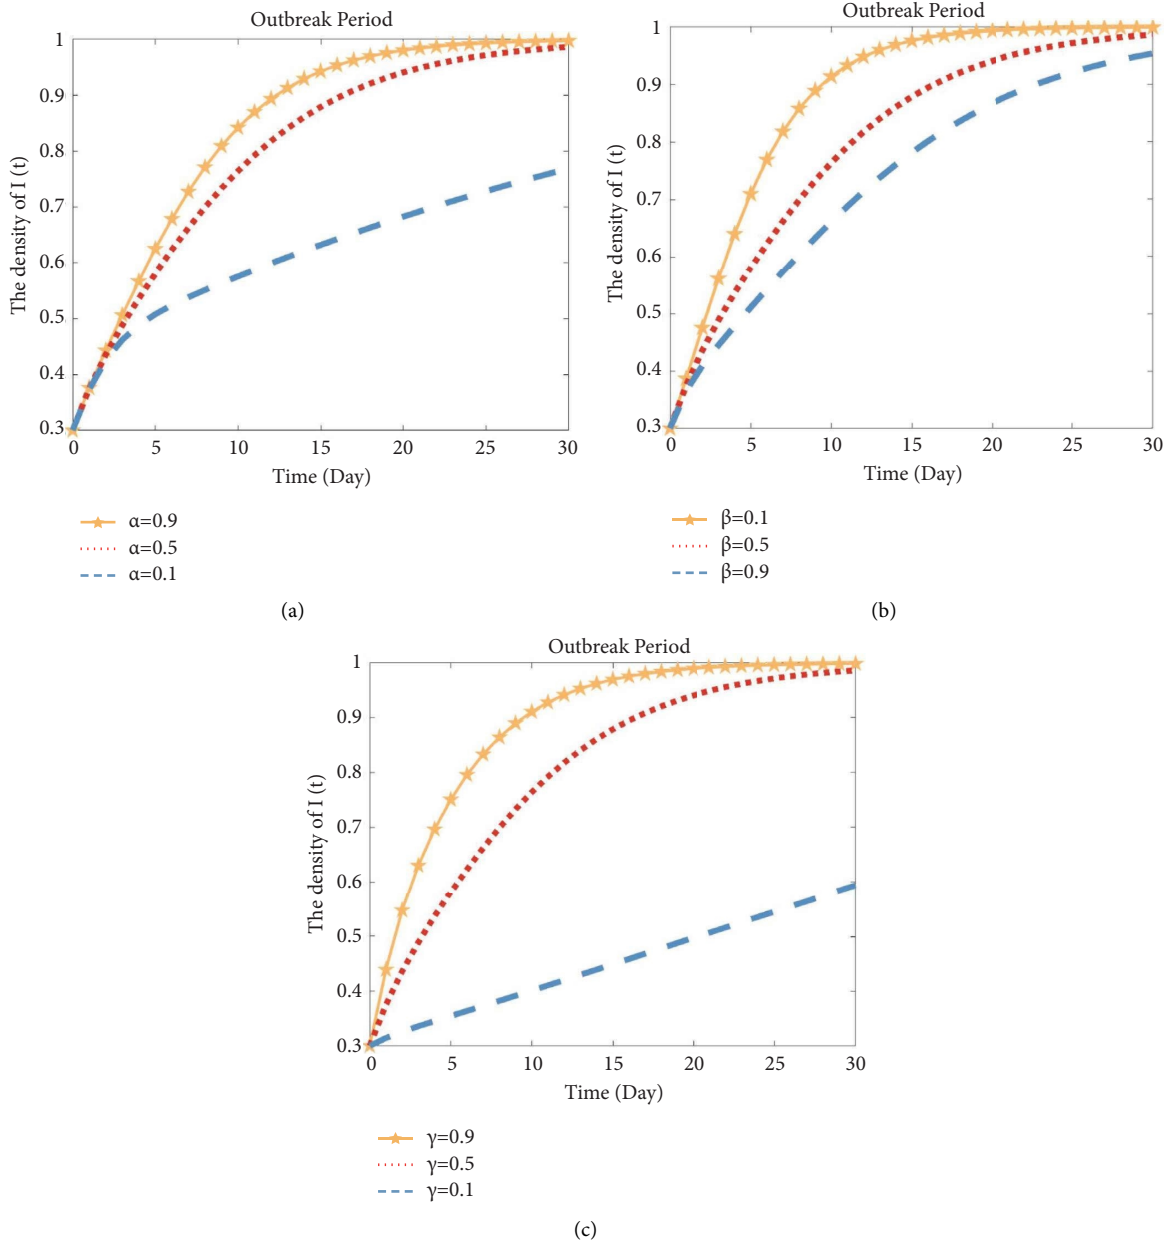 Outbreak Period
1
0.9
0.8
0.7
0.6
0.5
0.4
0.3
The density of I (t)
0 5 10 15 20 25 30
Time (Day)
α=0.9
α=0.5
α=0.1
(a)
Outbreak Period
1
0.9
0.8
0.7
0.6
0.5
0.4
0.3
The density of I (t)
0 5 10 15 20 25 30
Time (Day)
β=0.1
β=0.5
β=0.9
(b)
Outbreak Period
1
0.9
0.8
0.7
0.6
0.5
0.4
0.3
The density of I (t)
0 5 10 15 20 25 30
Time (Day)
γ=0.9
γ=0.5
γ=0.1
(c)